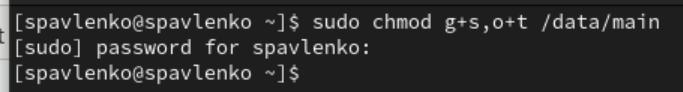 [spavlenko@spavlenko ~]$ sudo chmod g+s,o+t /data/main
[sudo] password for spavlenko:
[spavlenko@spavlenko ~]$